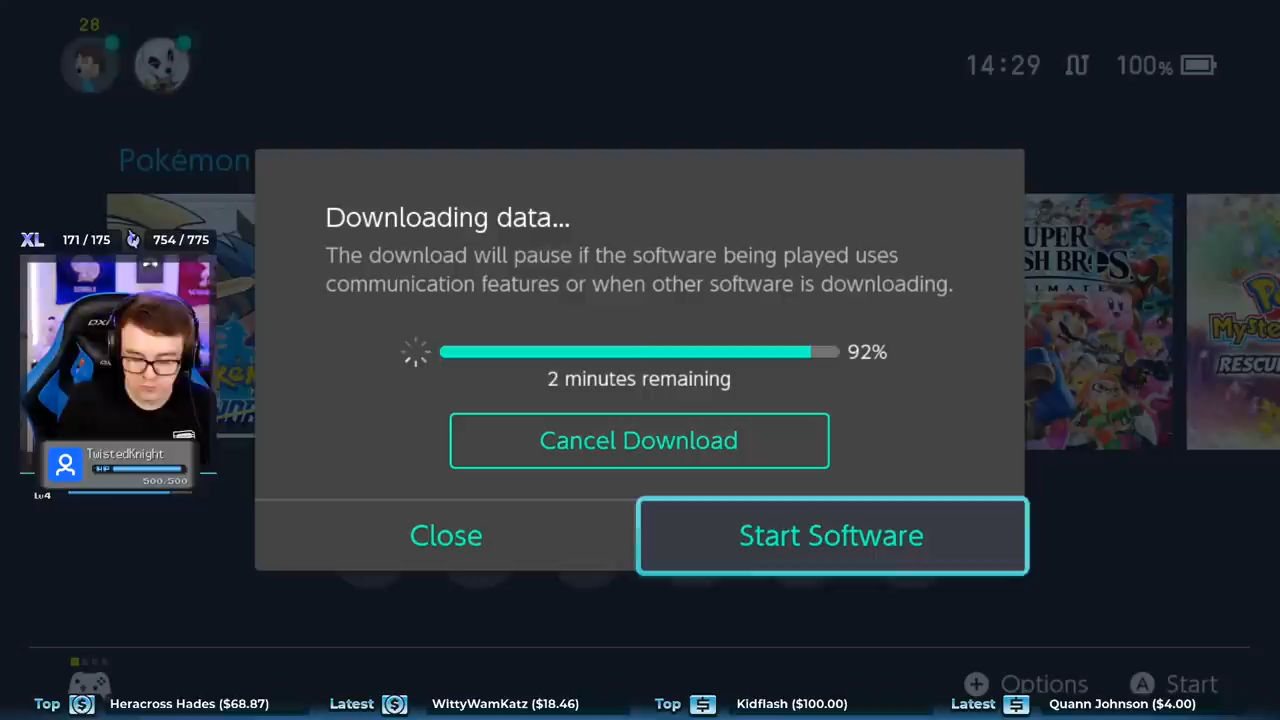 28
14:29
100%
Pokémon
Downloading data...
The download will pause if the software being played uses
communication features or when other software is downloading.
92%
2 minutes remaining
Cancel Download
Close
Start Software
XL 171 / 175 754 / 775
TwistedKnight
HP
500/500
Lv4
SUPER
SMASH BROS.
Options
Start
Top Heracross Hades ($68.87)
Latest WittyWamKatz ($18.46)
Top Kidflash ($100.00)
Latest Quann Johnson ($4.00)